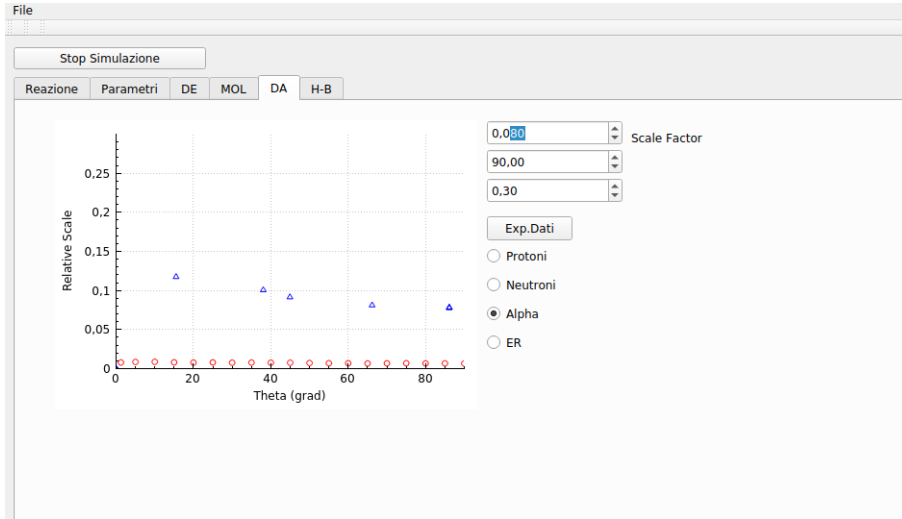 File
Stop Simulazione
Reazione Parametri DE MOL DA H-B
0,080 Scale Factor
90,00
0,30
Exp.Dati
Protoni
Neutroni
Alpha
ER
Relative Scale
0,25
0,2
0,15
0,1
0,05
0
0 20 40 60 80
Theta (grad)